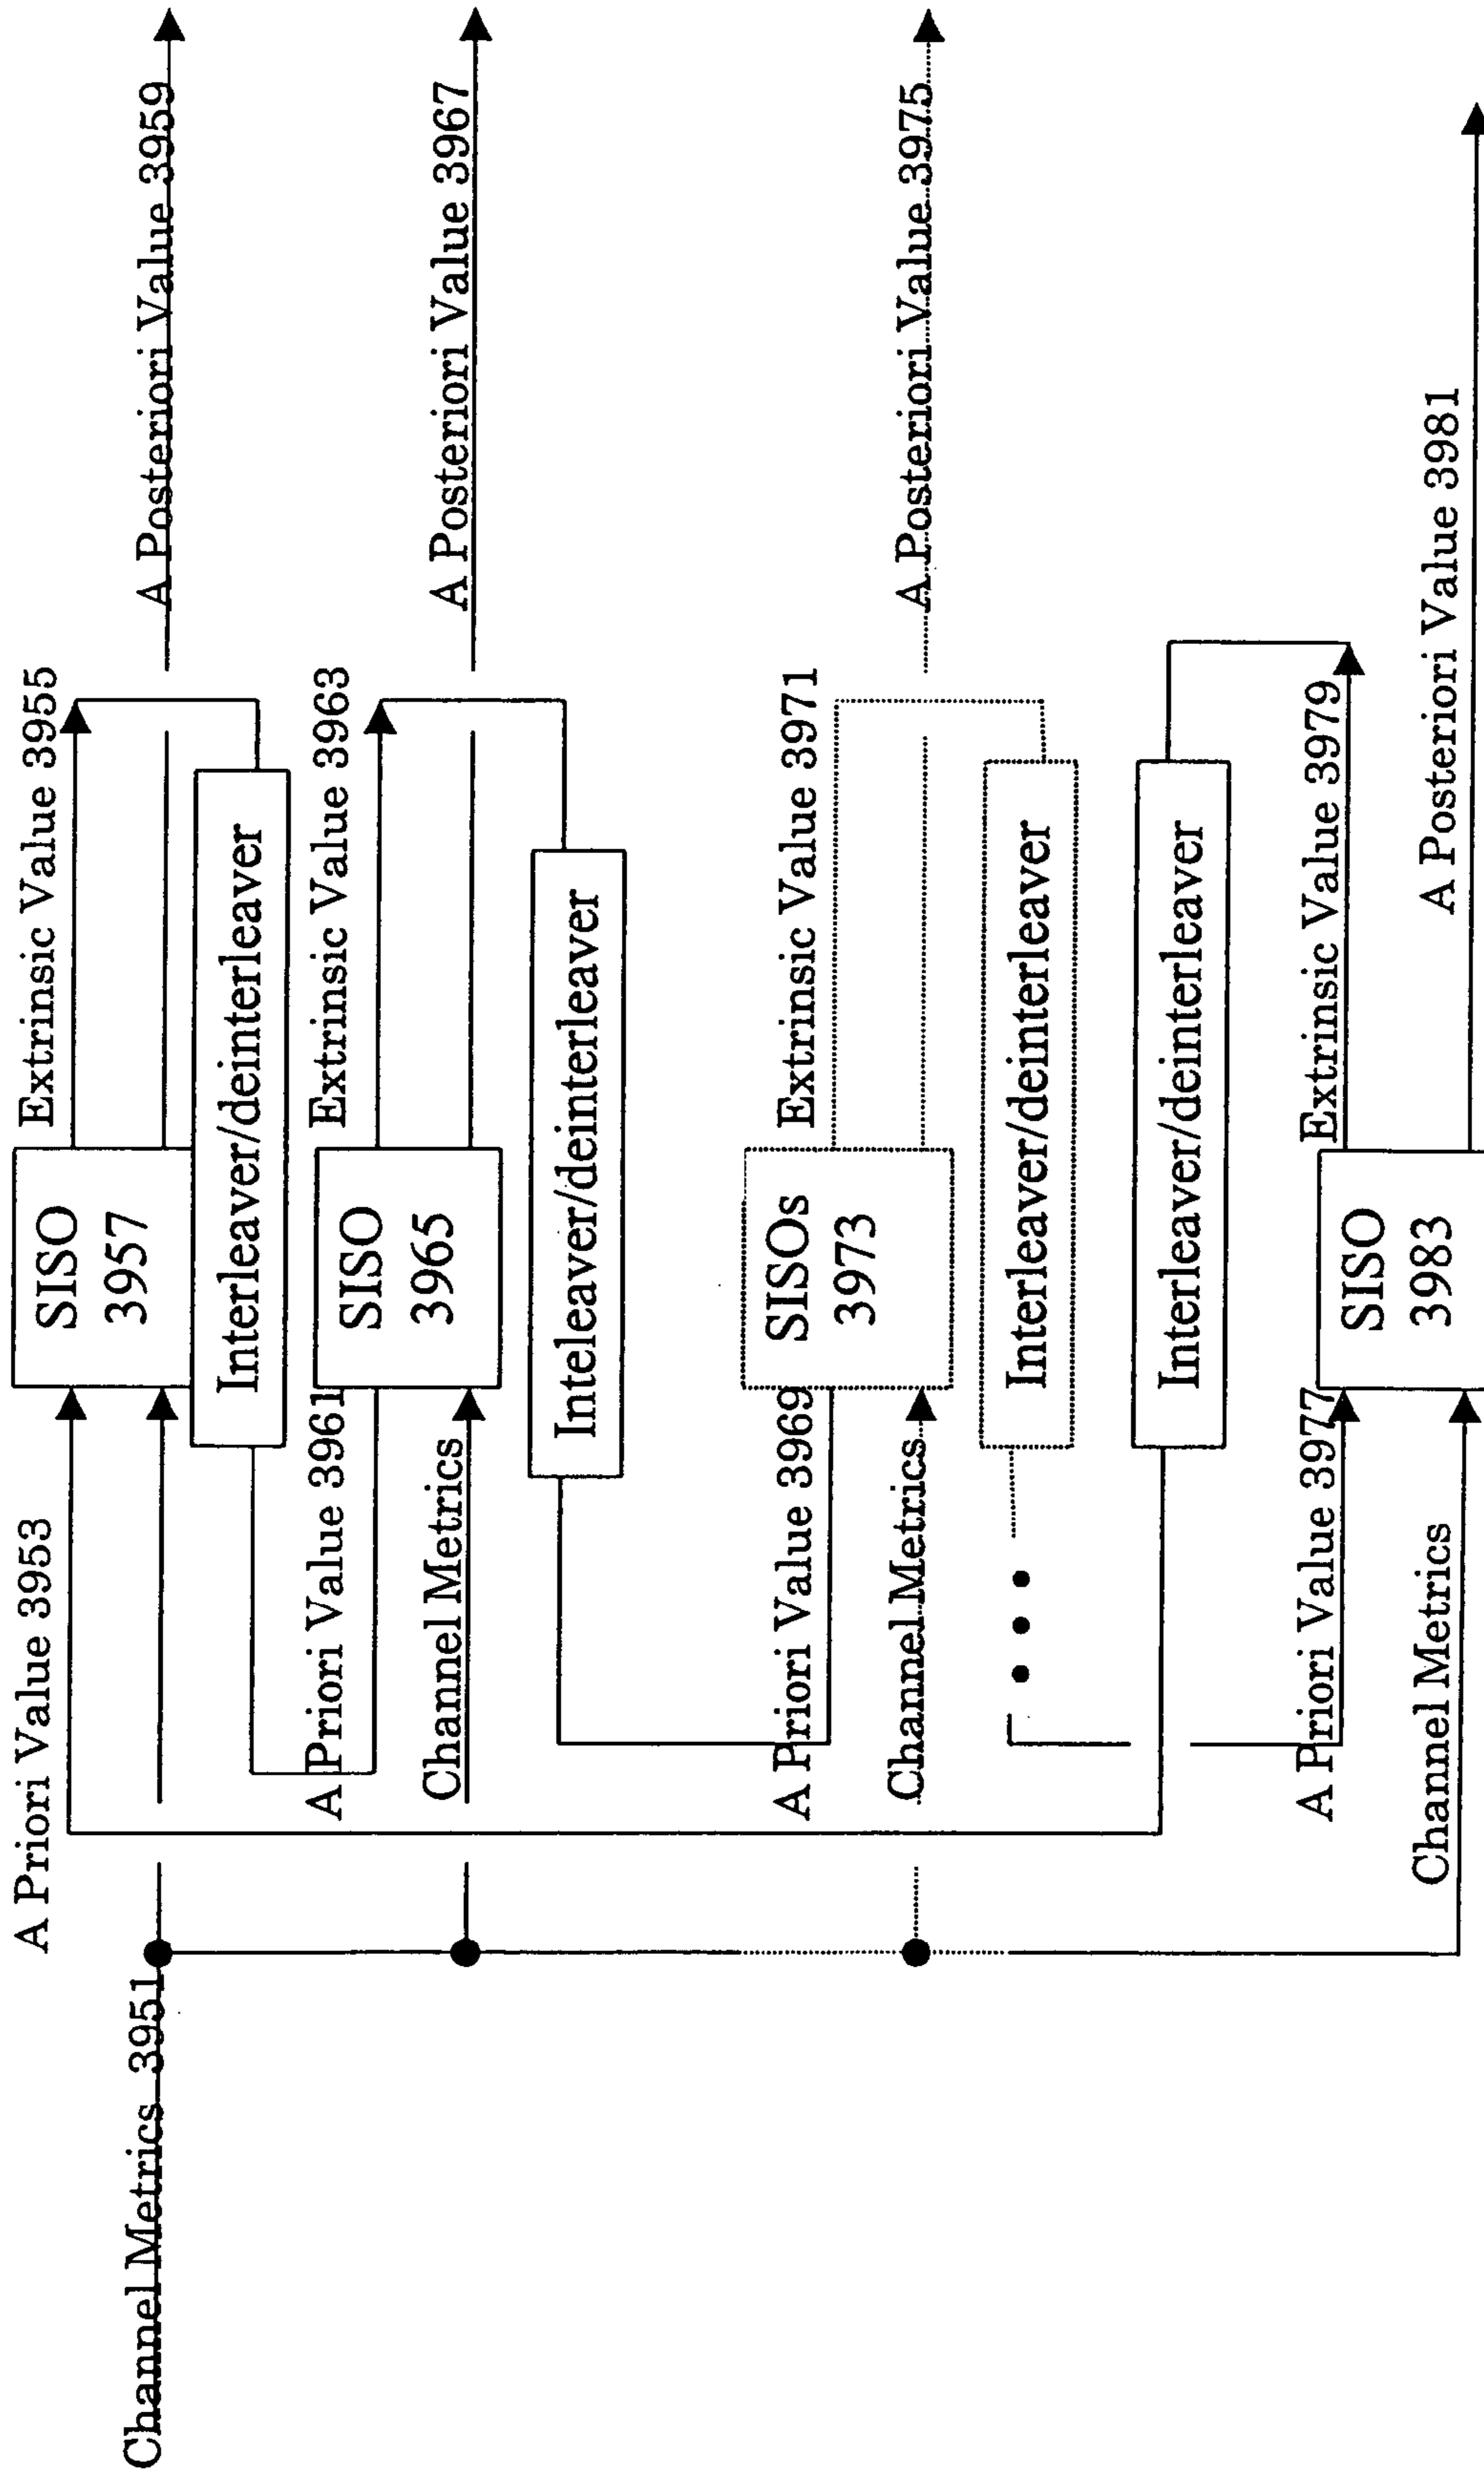 Channel Metrics 3951
A Priori Value 3953
SISO
3957
Extrinsic Value 3955
A Posteriori Value 3959
Interleaver/deinterleaver
A Priori Value 3961
Channel Metrics
SISO
3965
Extrinsic Value 3963
A Posteriori Value 3967
Inteleaver/deinterleaver
A Priori Value 3969
Channel Metrics
SISOs
3973
Extrinsic Value 3971
A Posteriori Value 3975
Interleaver/deinterleaver
Interleaver/deinterleaver
A Priori Value 3977
Channel Metrics
SISO
3983
Extrinsic Value 3979
A Posteriori Value 3981